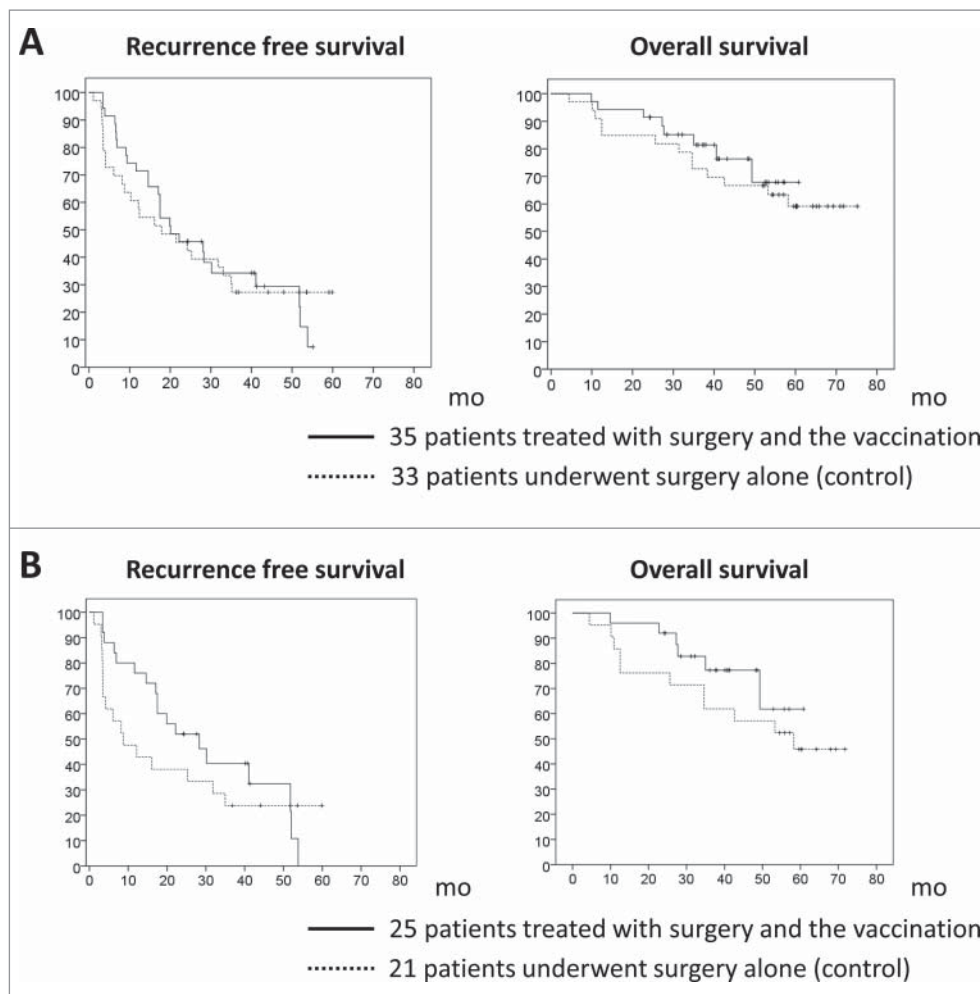 A
Recurrence free survival
Overall survival
100
90
80
70
60
50
40
30
20
10
0
0 10 20 30 40 50 60 70 80
mo
100
90
80
70
60
50
40
30
20
10
0
0 10 20 30 40 50 60 70 80
mo
35 patients treated with surgery and the vaccination
33 patients underwent surgery alone (control)
B
Recurrence free survival
Overall survival
100
90
80
70
60
50
40
30
20
10
0
0 10 20 30 40 50 60 70 80
mo
100
90
80
70
60
50
40
30
20
10
0
0 10 20 30 40 50 60 70 80
mo
25 patients treated with surgery and the vaccination
21 patients underwent surgery alone (control)